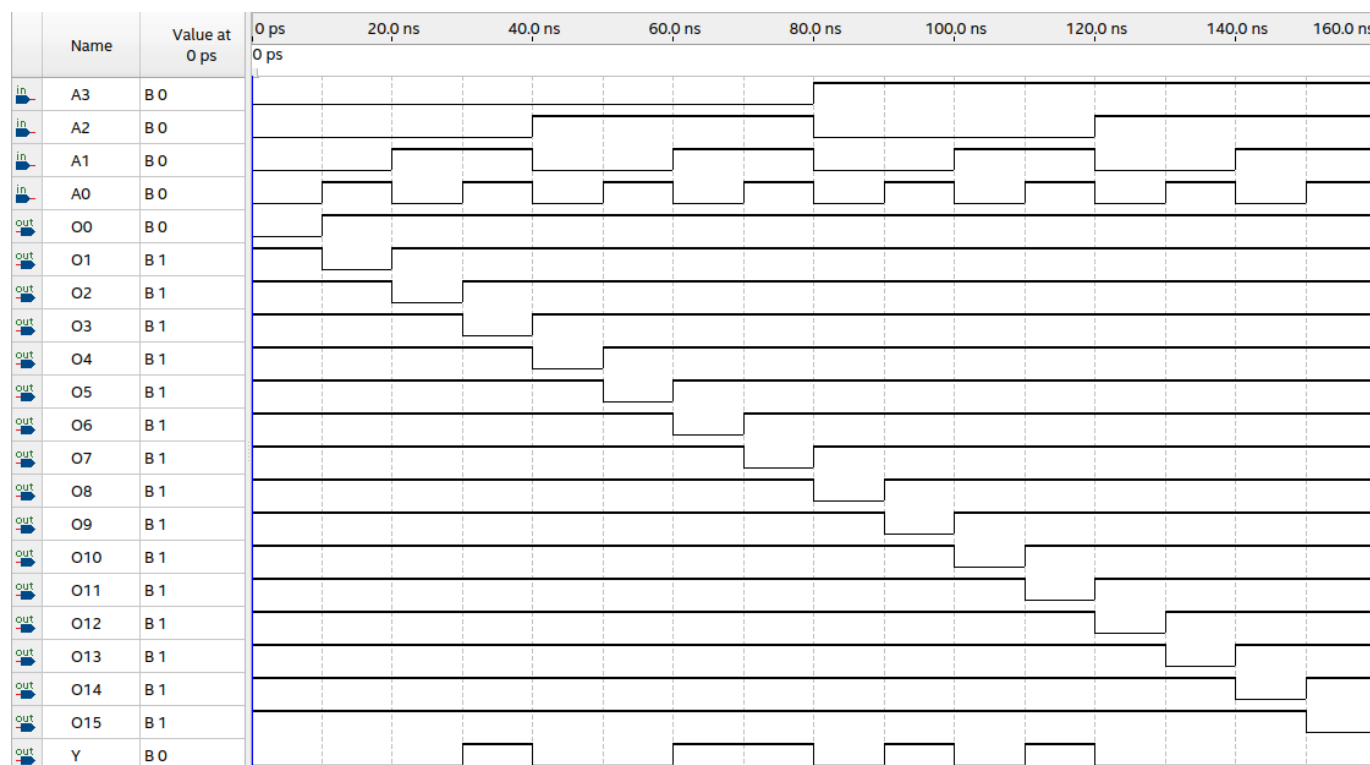 Name Value at 0 ps 0 ps 20.0 ns 40.0 ns 60.0 ns 80.0 ns 100.0 ns 120.0 ns 140.0 ns 160.0 ns
0 ps
in A3 B 0
in A2 B 0
in A1 B 0
in A0 B 0
out O0 B 0
out O1 B 1
out O2 B 1
out O3 B 1
out O4 B 1
out O5 B 1
out O6 B 1
out O7 B 1
out O8 B 1
out O9 B 1
out O10 B 1
out O11 B 1
out O12 B 1
out O13 B 1
out O14 B 1
out O15 B 1
out Y B 0